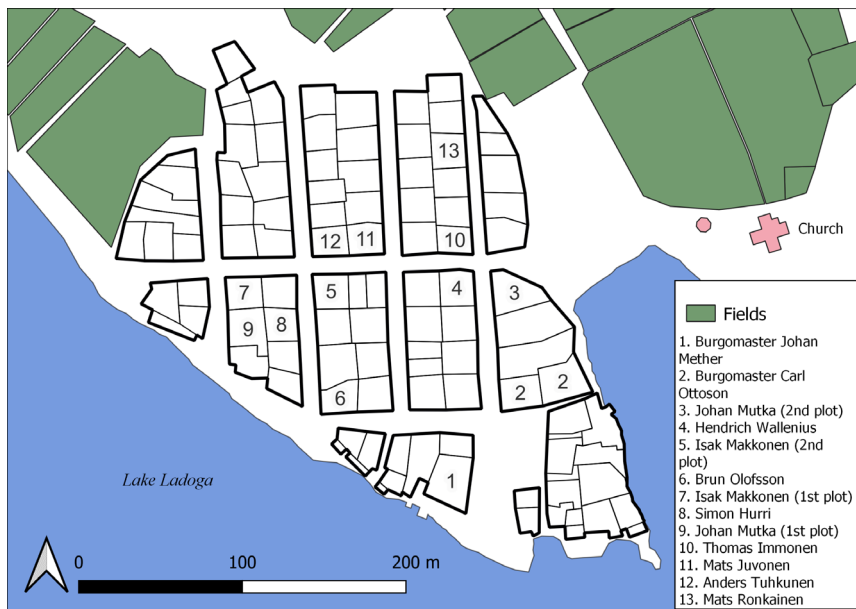 13
12
11
10
Church
7
5
4
3
9
8
6
2
2
1
Lake Ladoga
0
100
200 m
Fields
1. Burgomaster Johan
Mether
2. Burgomaster Carl
Ottoson
3. Johan Mutka (2nd plot)
4. Hendrich Wallenius
5. Isak Makkonen (2nd
plot)
6. Brun Olofsson
7. Isak Makkonen (1st plot)
8. Simon Hurri
9. Johan Mutka (1st plot)
10. Thomas Immonen
11. Mats Juvonen
12. Anders Tuhkunen
13. Mats Ronkainen